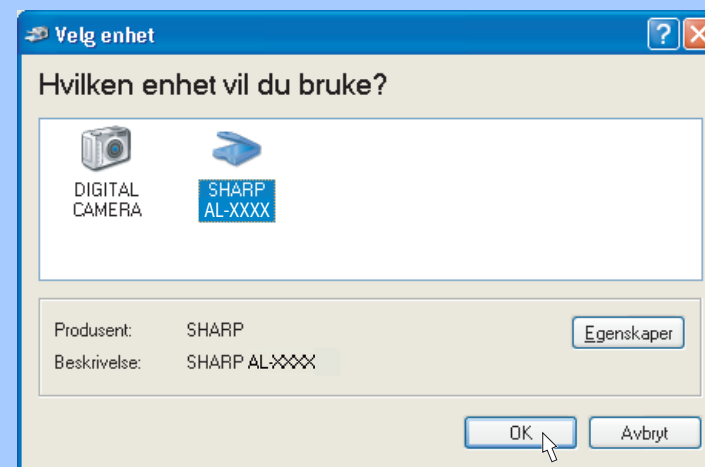 Velg enhet
Hvilken enhet vil du bruke?
DIGITAL
CAMERA
SHARP
AL-XXXX
Produsent: SHARP
Egenskaper
Beskrivelse: SHARP AL-XXXX
OK Avbryt